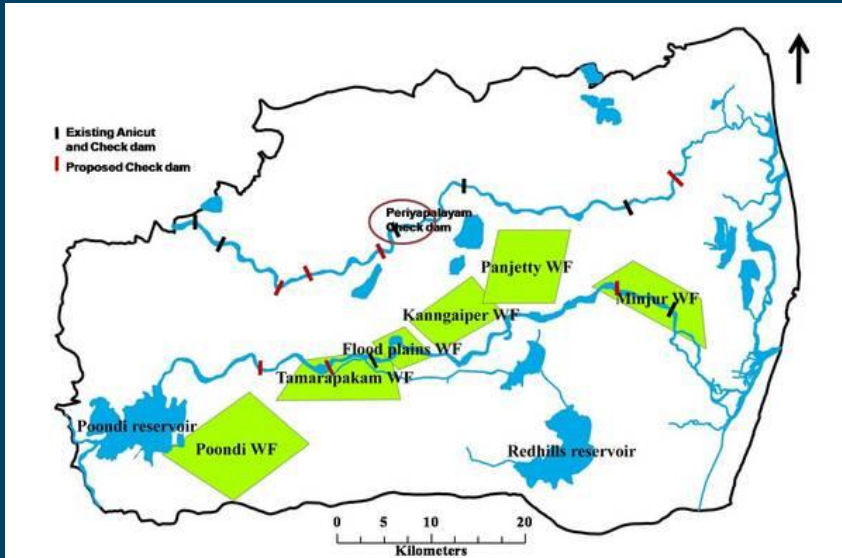 Existing Anicut
and Check dam
Proposed Check dam
Periyapalayam
Check dam
Panjetty WF
Minjur WF
Kanngaiper WF
Flood plains WF
Tamarapakam WF
Poondi reservoir
Poondi WF
Redhills reservoir
0 5 10 20
Kilometers